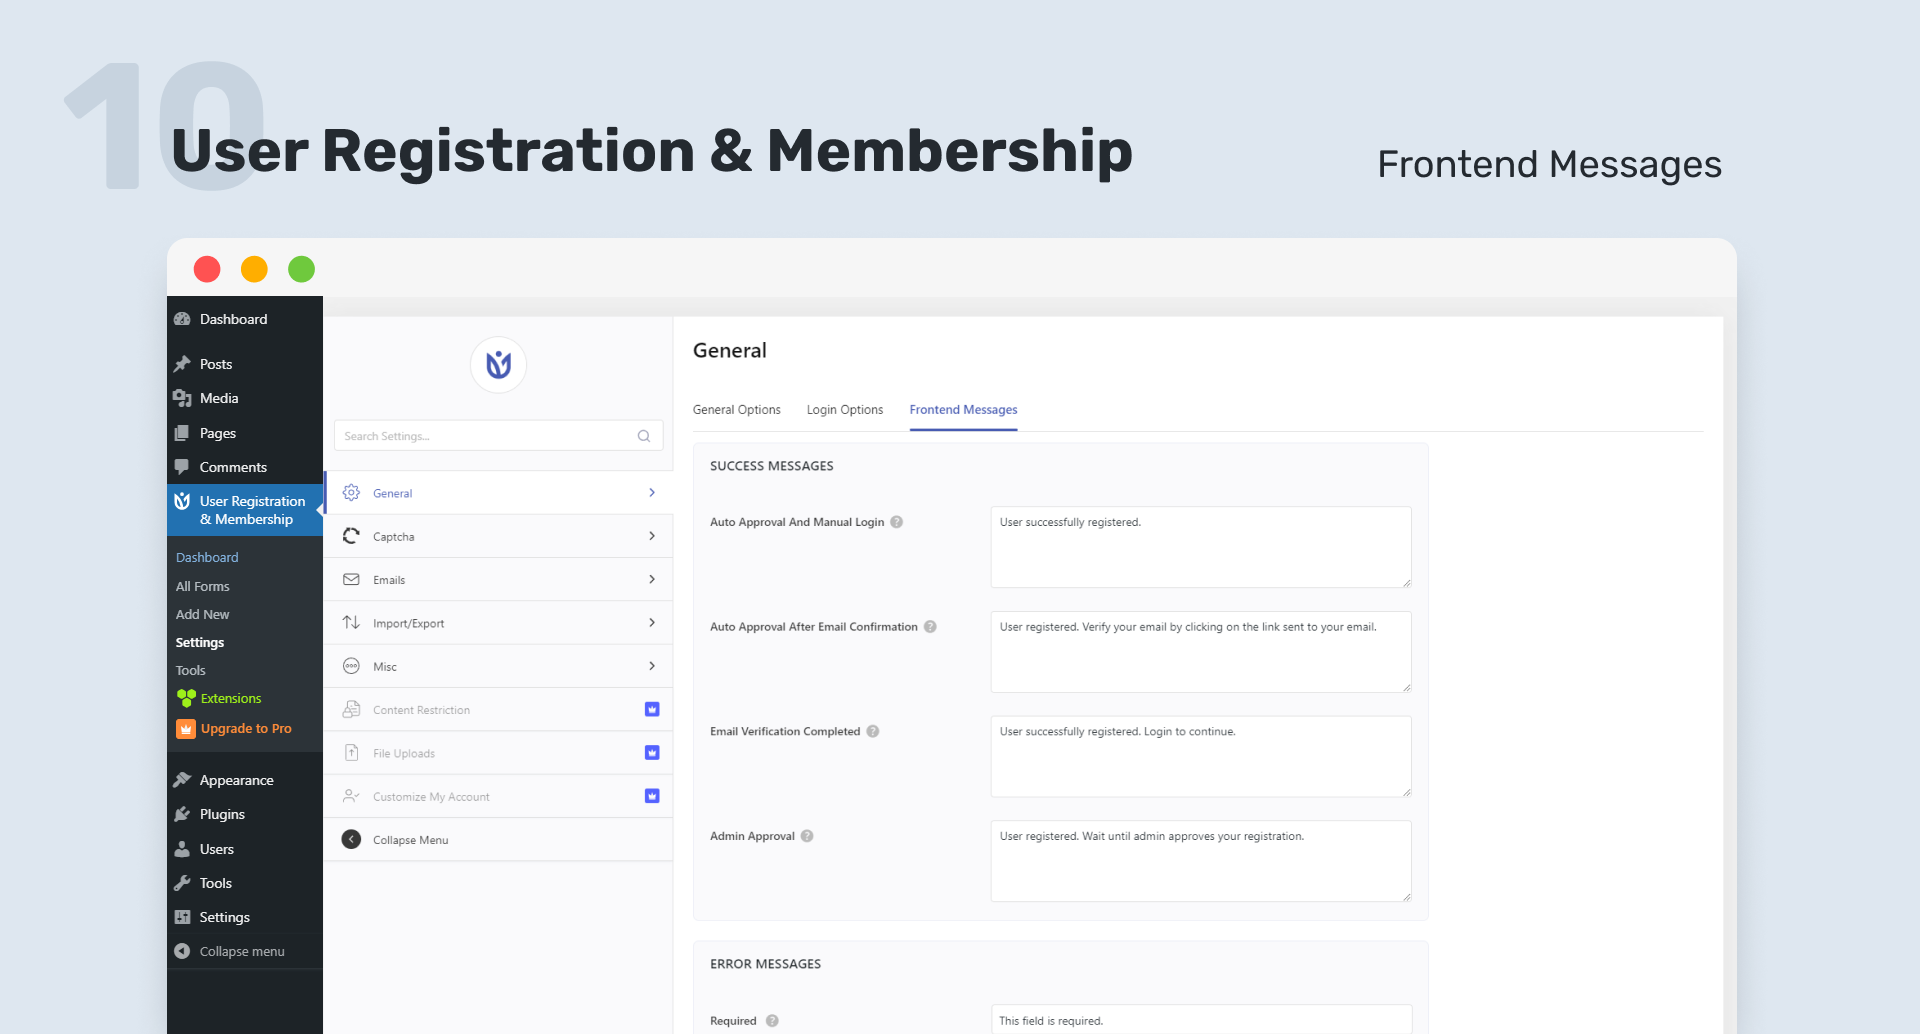 10
User Registration & Membership
Frontend Messages
Dashboard
Posts
Media
Pages
Comments
User Registration
& Membership
Dashboard
All Forms
Add New
Settings
Tools
Extensions
Upgrade to Pro
Appearance
Plugins
Users
Tools
Settings
Collapse menu
Search Settings...
General
Captcha
Emails
Import/Export
Misc
Content Restriction
File Uploads
Customize My Account
Collapse Menu
General
General Options
Login Options
Frontend Messages
SUCCESS MESSAGES
Auto Approval And Manual Login
User successfully registered.
Auto Approval After Email Confirmation
User registered. Verify your email by clicking on the link sent to your email.
Email Verification Completed
User successfully registered. Login to continue.
Admin Approval
User registered. Wait until admin approves your registration.
ERROR MESSAGES
Required
This field is required.